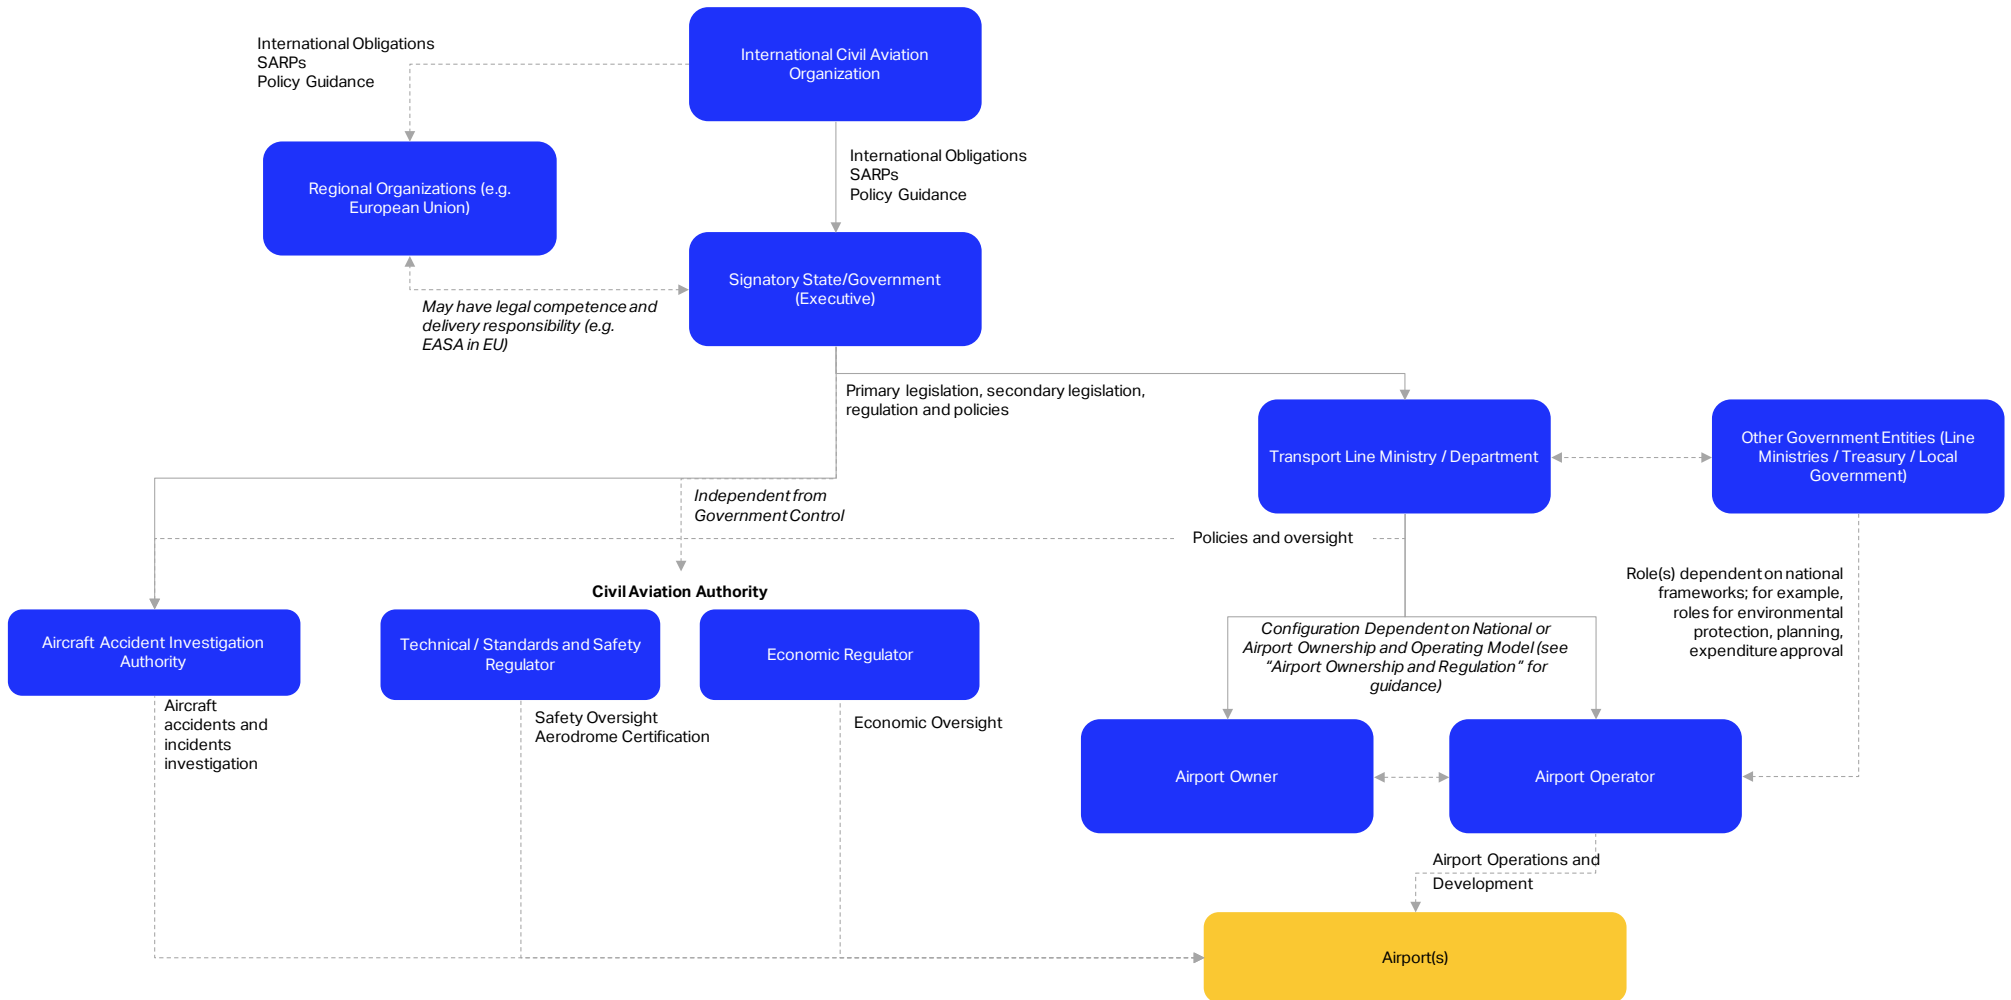 International Obligations
SARPs
Policy Guidance
International Civil Aviation
Organization
International Obligations
SARPs
Policy Guidance
Regional Organizations (e.g.
European Union)
Signatory State/Government
(Executive)
May have legal competence and
delivery responsibility (e.g.
EASA in EU)
Primary legislation, secondary legislation,
regulation and policies
Transport Line Ministry / Department
Other Government Entities (Line
Ministries / Treasury / Local
Government)
Independent from
Government Control
Policies and oversight
Role(s) dependent on national
frameworks; for example,
roles for environmental
protection, planning,
expenditure approval
Civil Aviation Authority
Aircraft Accident Investigation
Authority
Technical / Standards and Safety
Regulator
Economic Regulator
Configuration Dependent on National or
Airport Ownership and Operating Model (see
“Airport Ownership and Regulation” for
guidance)
Aircraft
accidents and
incidents
investigation
Safety Oversight
Aerodrome Certification
Economic Oversight
Airport Owner
Airport Operator
Airport Operations and
Development
Airport(s)